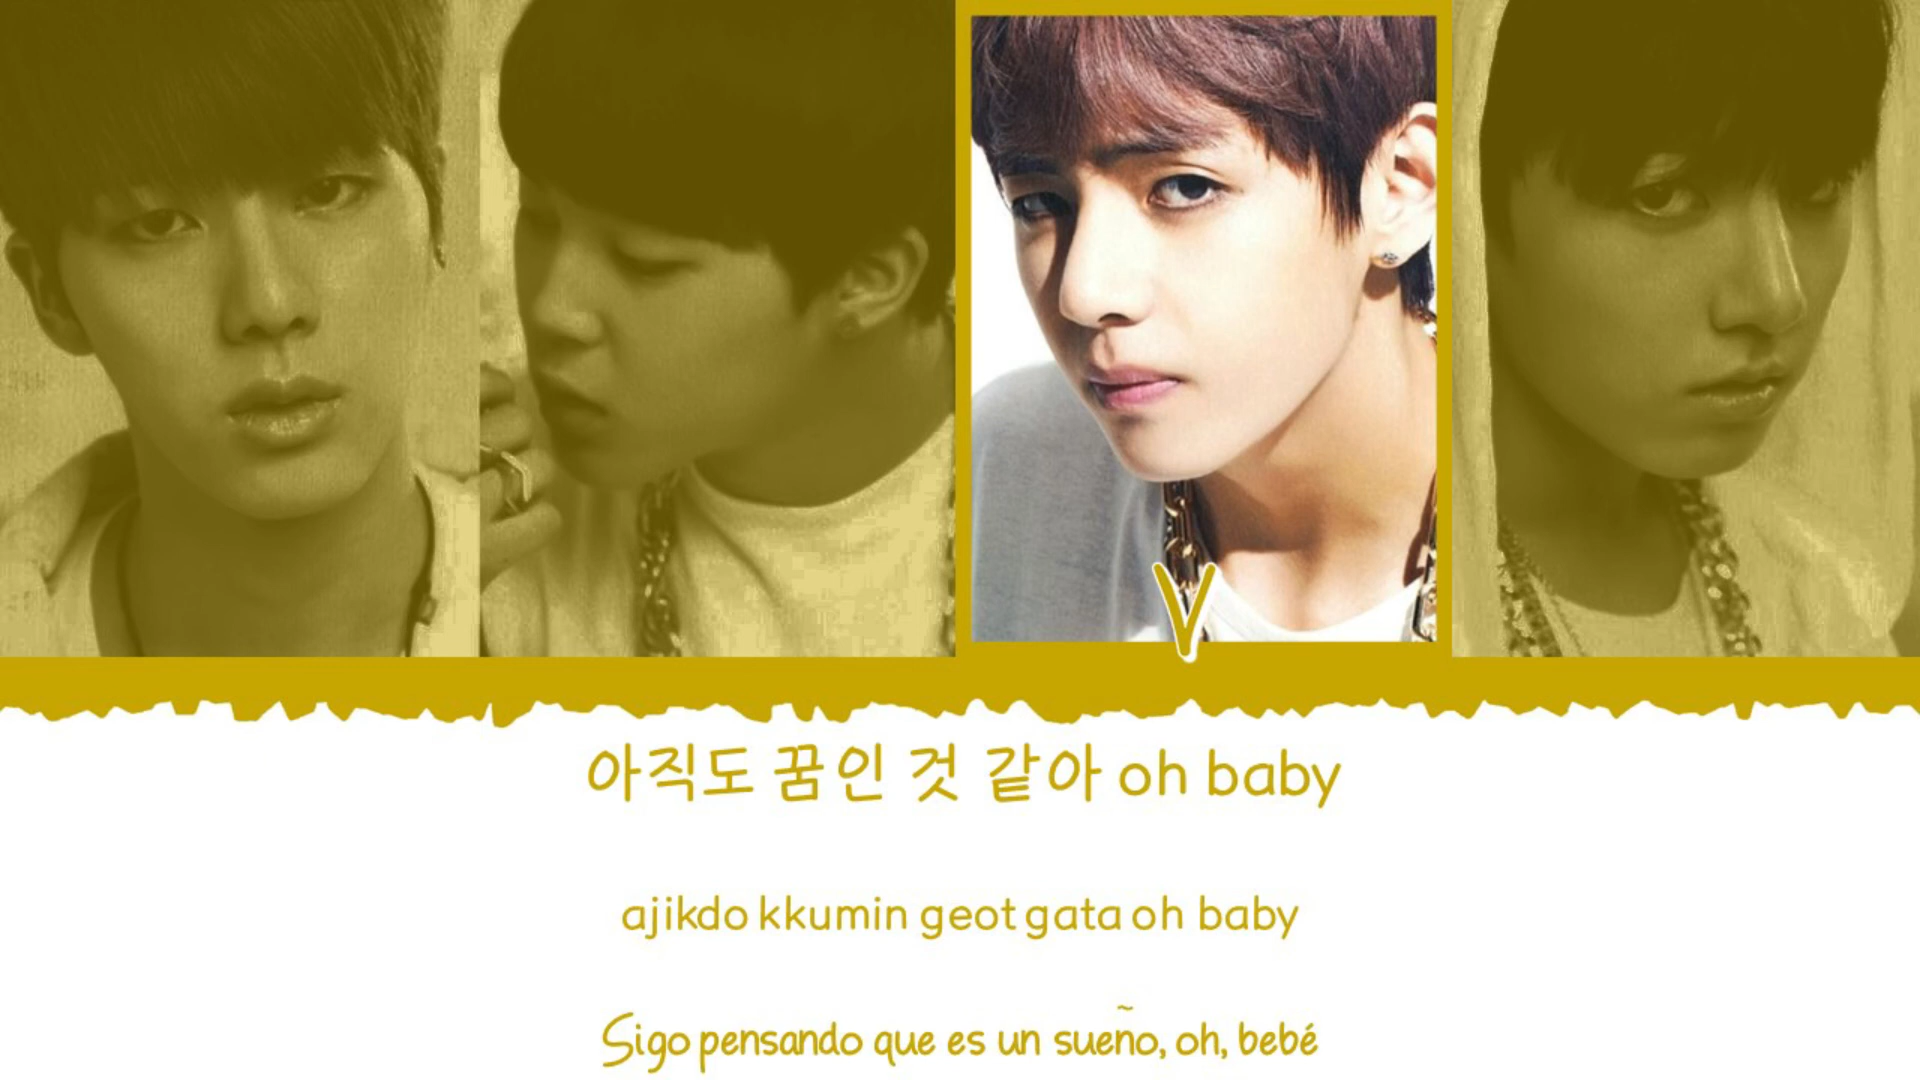 V
아직도 꿈인 것 같아 oh baby
ajikdo kkumin geot gata oh baby
Sigo pensando que es un sueño, oh, bebé